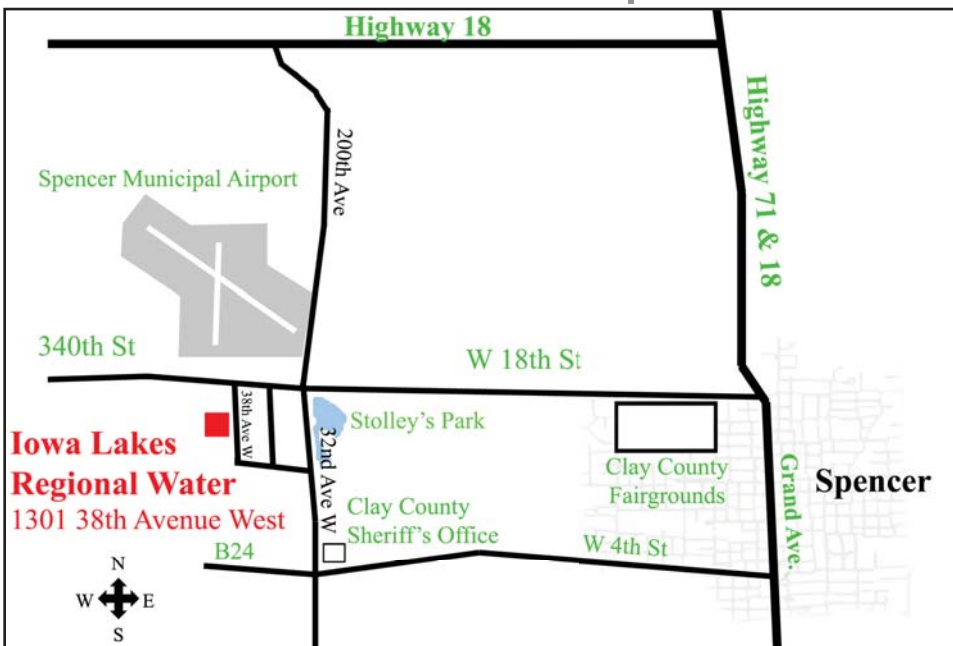 Highway 18
Highway 71 & 18
200th Ave
Spencer Municipal Airport
340th St
W 18th St
38th Ave W
Stolley's Park
32nd Ave W
Iowa Lakes
Regional Water
1301 38th Avenue West
Clay County
Fairgrounds
Grand Ave.
Spencer
Clay County
Sheriff's Office
B24
W 4th St
N
W E
S